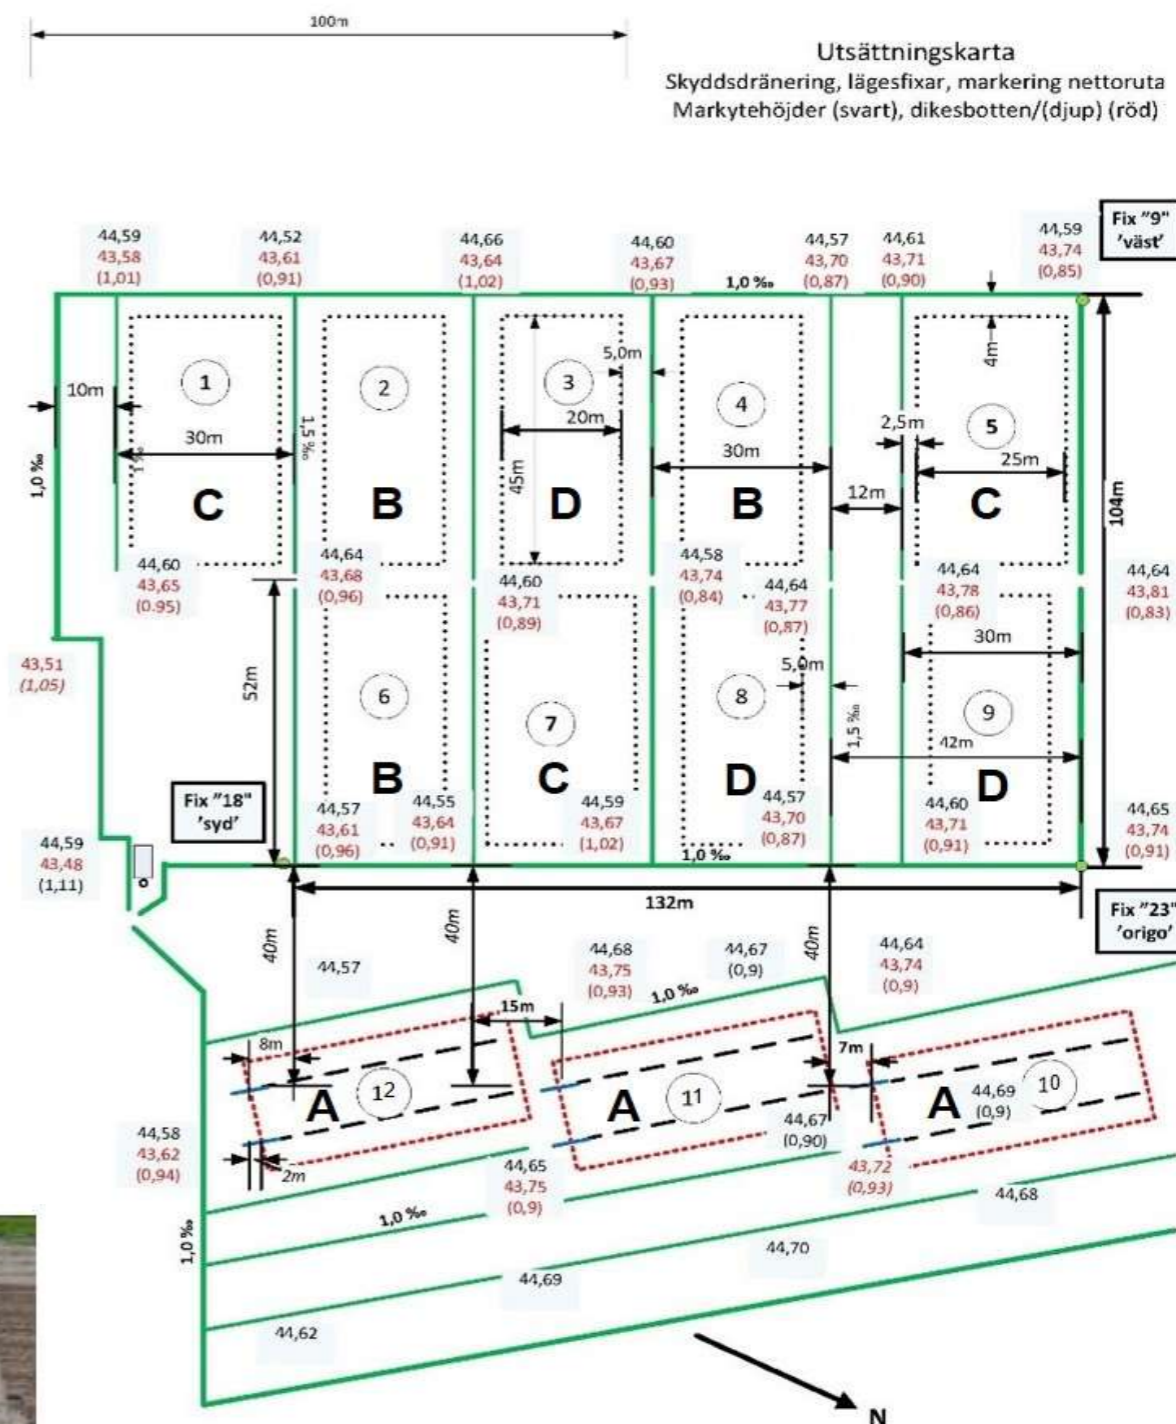 100m
Utsättningskarta
Skyddsdränering, lägesfixar, markering nettoruta
Markytehöjder (svart), dikesbotten/(djup) (röd)
Fix "9"
'väst'
44,59
43,58
(1,01)
44,52
43,61
(0,91)
44,66
43,64
(1,02)
44,60
43,67
(0,93)
1,0 ‰
44,57
43,70
(0,87)
44,61
43,71
(0,90)
44,59
43,74
(0,85)
10m
1
30m
1 ‰
C
1,0 ‰
1,5 ‰
2
B
3
5,0m
20m
45m
D
4
30m
B
12m
2,5m
4m
5
25m
C
104m
44,60
43,65
(0.95)
44,64
43,68
(0,96)
44,60
43,71
(0,89)
44,58
43,74
(0,84)
44,64
43,77
(0,87)
44,64
43,78
(0,86)
44,64
43,81
(0,83)
43,51
(1,05)
52m
6
B
7
C
8
5,0m
D
1,5 ‰
30m
9
42m
D
Fix "18"
'syd'
44,57
43,61
(0,96)
44,55
43,64
(0,91)
44,59
43,67
(1,02)
44,57
43,70
(0,87)
44,60
43,71
(0,91)
44,65
43,74
(0,91)
44,59
43,48
(1,11)
1,0 ‰
132m
Fix "23"
'origo'
40m
40m
40m
44,57
44,68
43,75
(0,93)
44,67
(0,9)
44,64
43,74
(0,9)
1,0 ‰
15m
8m
7m
A
12
A
11
A
10
44,69
(0,9)
44,67
(0,90)
44,58
43,62
(0,94)
2m
44,65
43,75
(0,9)
43,72
(0,93)
44,68
1,0 ‰
1,0 ‰
44,70
44,69
44,62
N